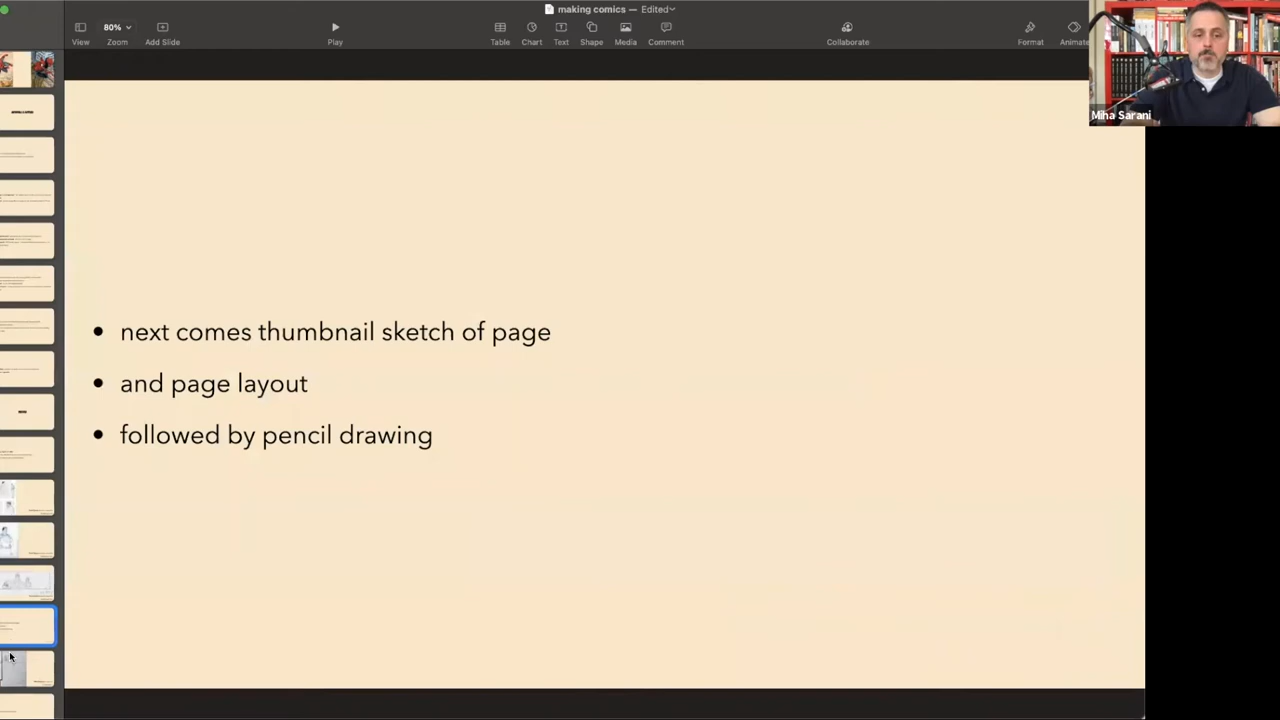 making comics — Edited
80%
View
Zoom
Add Slide
Play
Table
Chart
Text
Shape
Media
Comment
Collaborate
Format
Animate
Miha Sarani
• next comes thumbnail sketch of page
• and page layout
• followed by pencil drawing